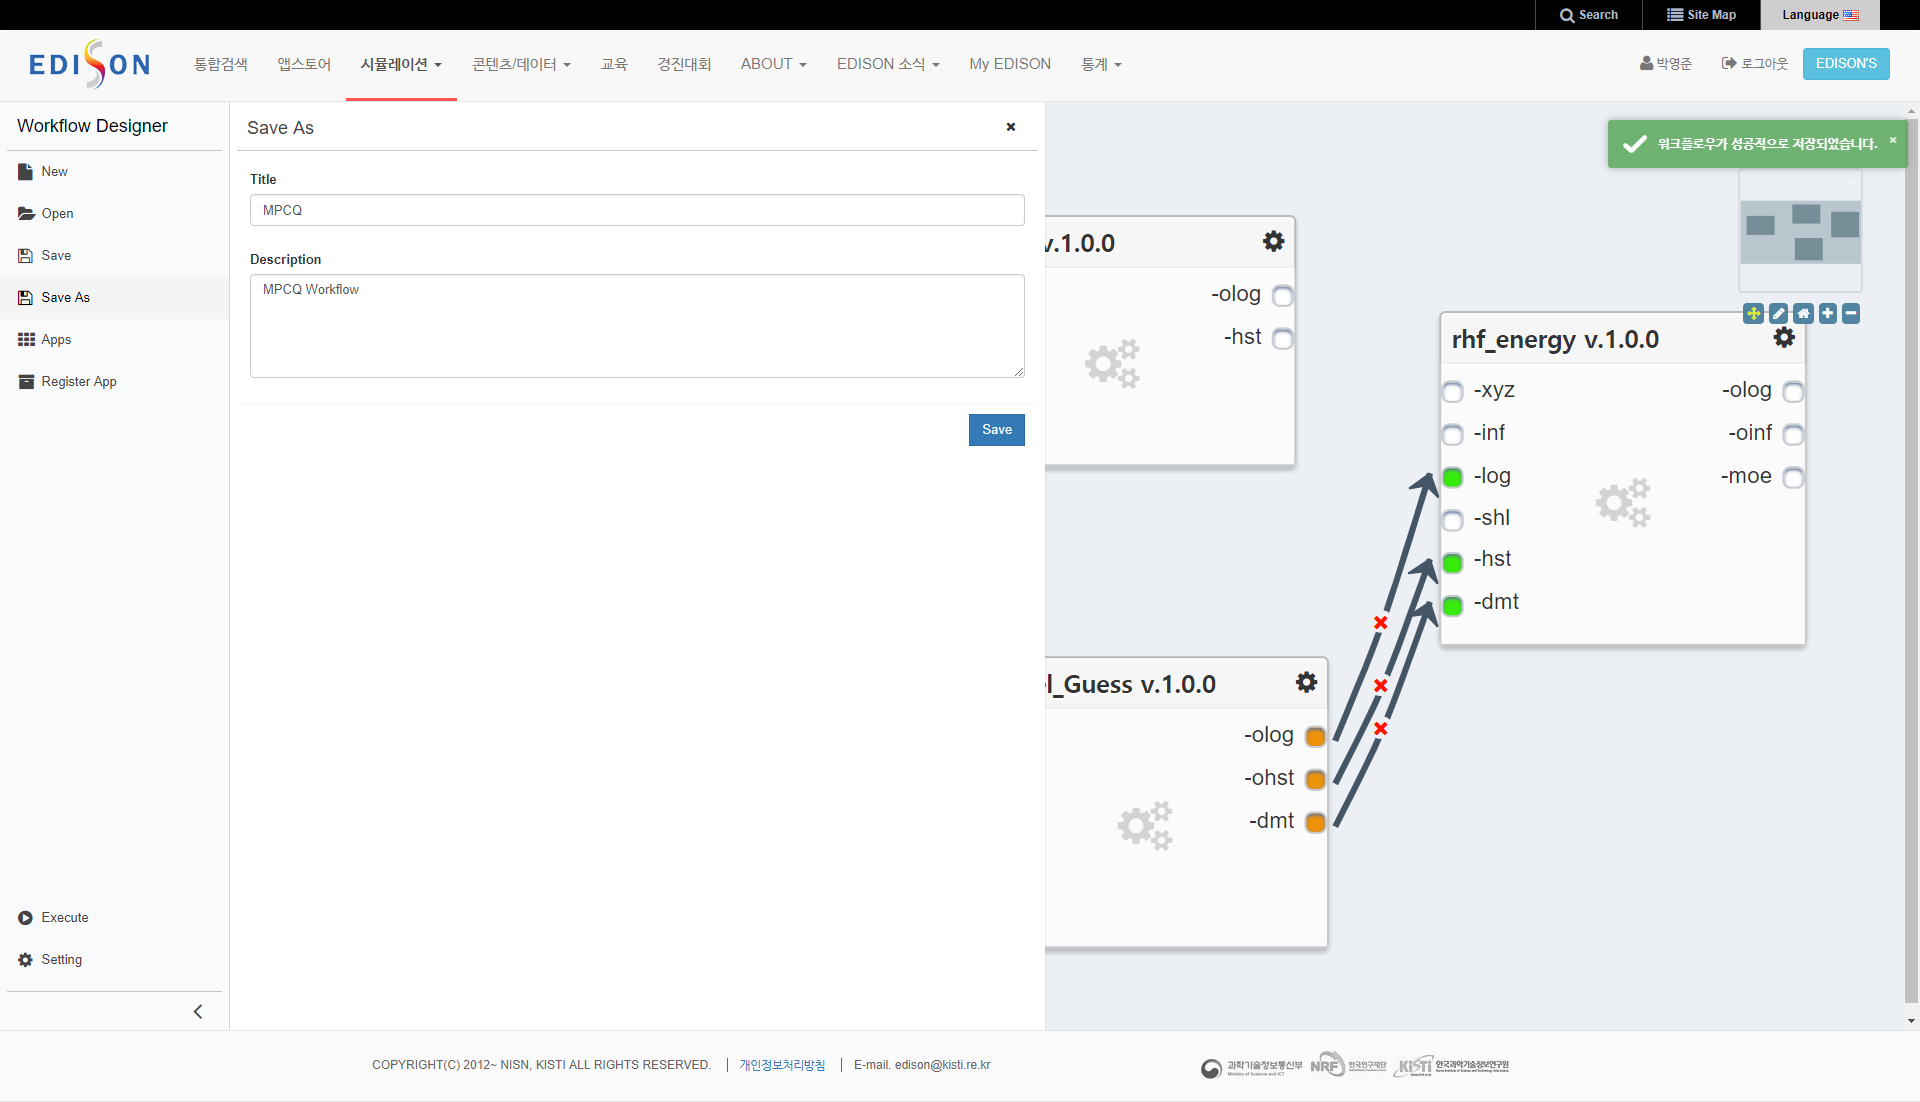 Search
Site Map
Language
EDISON
통합검색
앱스토어
시뮬레이션
콘텐츠/데이터
교육
경진대회
ABOUT
EDISON 소식
My EDISON
통계
박영준
로그아웃
EDISON'S
Workflow Designer
New
Open
Save
Save As
Apps
Register App
Execute
Setting
Save As
Title
MPCQ
Description
MPCQ Workflow
Save
워크플로우가 성공적으로 저장되었습니다.
v.1.0.0
-olog
-hst
rhf_energy v.1.0.0
-xyz
-inf
-log
-shl
-hst
-dmt
-olog
-oinf
-moe
l_Guess v.1.0.0
-olog
-ohst
-dmt
COPYRIGHT(C) 2012~ NISN, KISTI ALL RIGHTS RESERVED.
개인정보처리방침
E-mail. edison@kisti.re.kr
과학기술정보통신부
Ministry of Science and ICT
NRF 한국연구재단
KiSTi 한국과학기술정보연구원